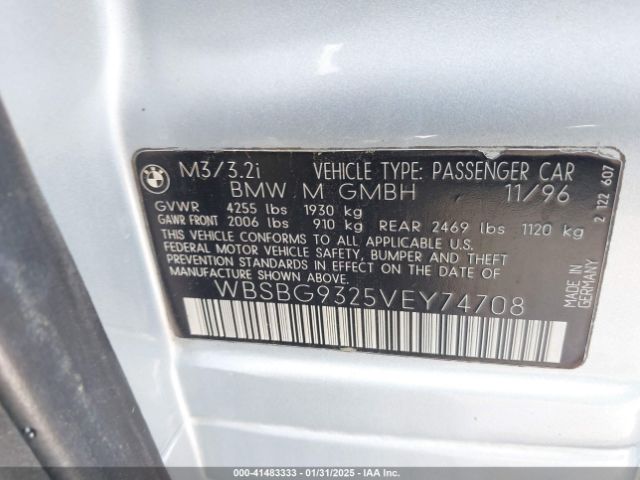 M3/3.2i VEHICLE TYPE: PASSENGER CAR
BMW M GMBH 11/96
GVWR 4255 lbs 1930 kg
GAWR FRONT 2006 lbs 910 kg REAR 2469 lbs 1120 kg
THIS VEHICLE CONFORMS TO ALL APPLICABLE U.S.
FEDERAL MOTOR VEHICLE SAFETY, BUMPER AND THEFT
PREVENTION STANDARDS IN EFFECT ON THE DATE OF
MANUFACTURE SHOWN ABOVE.
WBSBG9325VEY74708
2 122 607
MADE IN
GERMANY
000-41483333 - 01/31/2025 - IAA Inc.